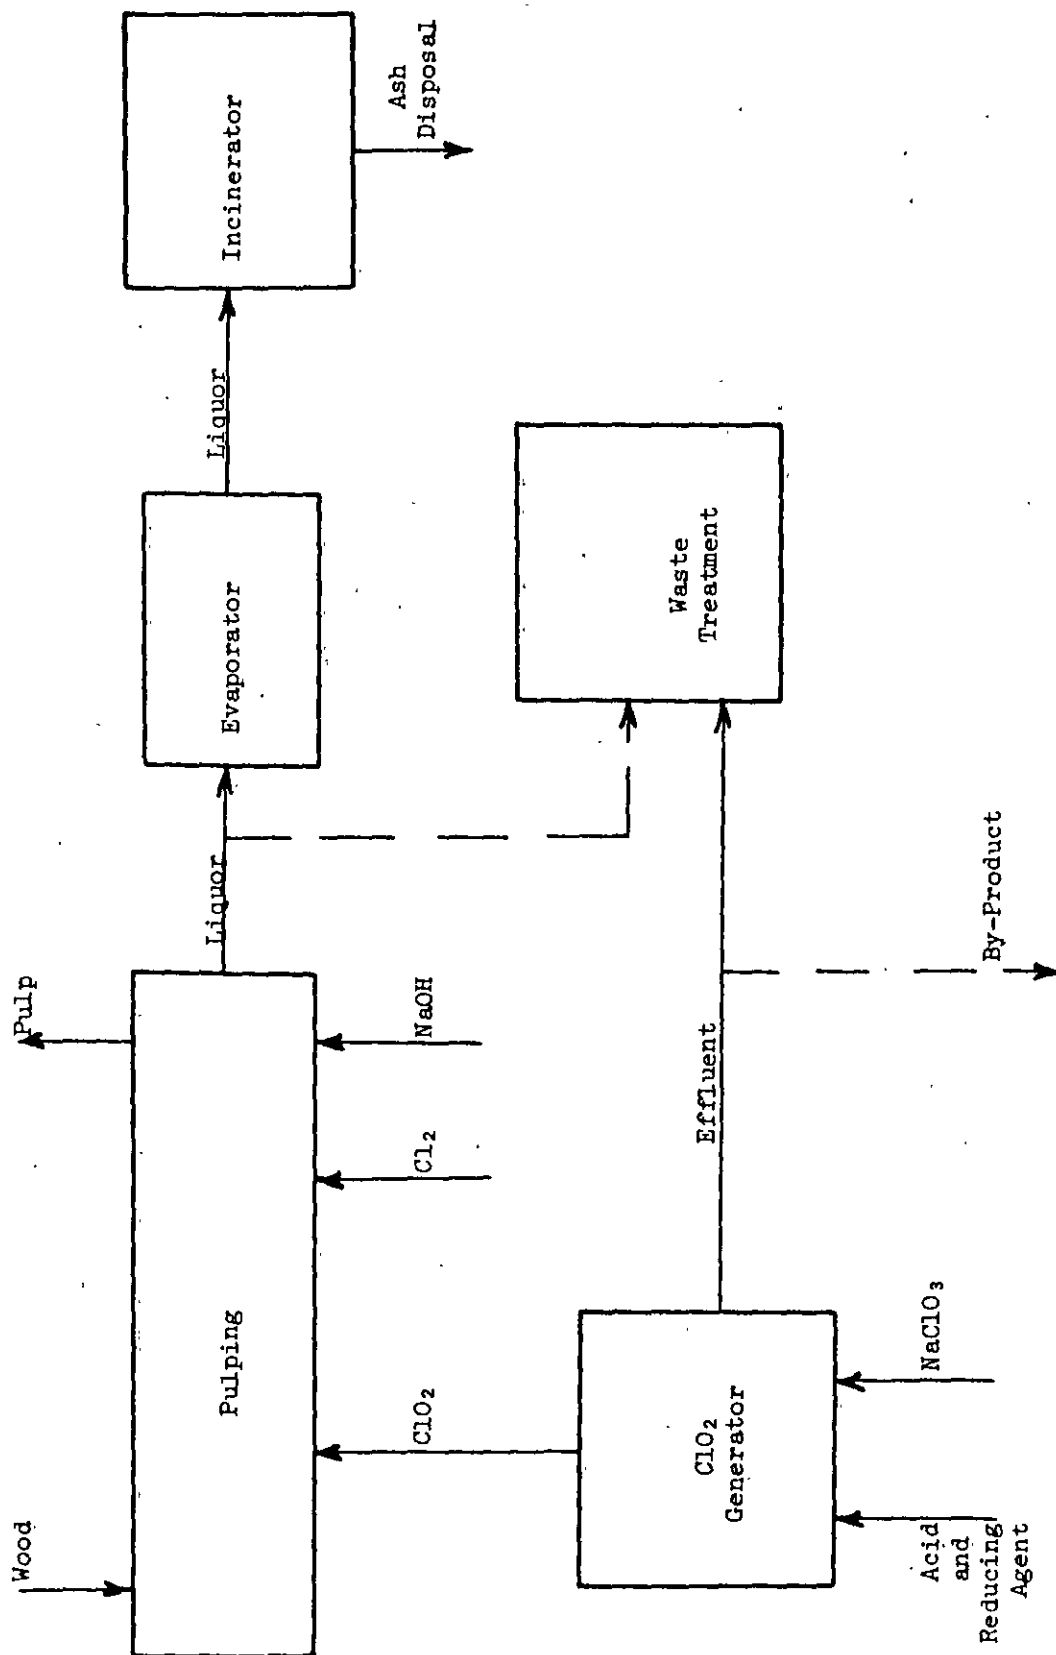 Wood
Pulp
Pulping
Liquor
Evaporator
Liquor
Incinerator
Ash
Disposal
ClO₂
Cl₂
NaOH
ClO₂
Generator
Effluent
Waste
Treatment
Acid
and
Reducing
Agent
NaClO₃
By-Product